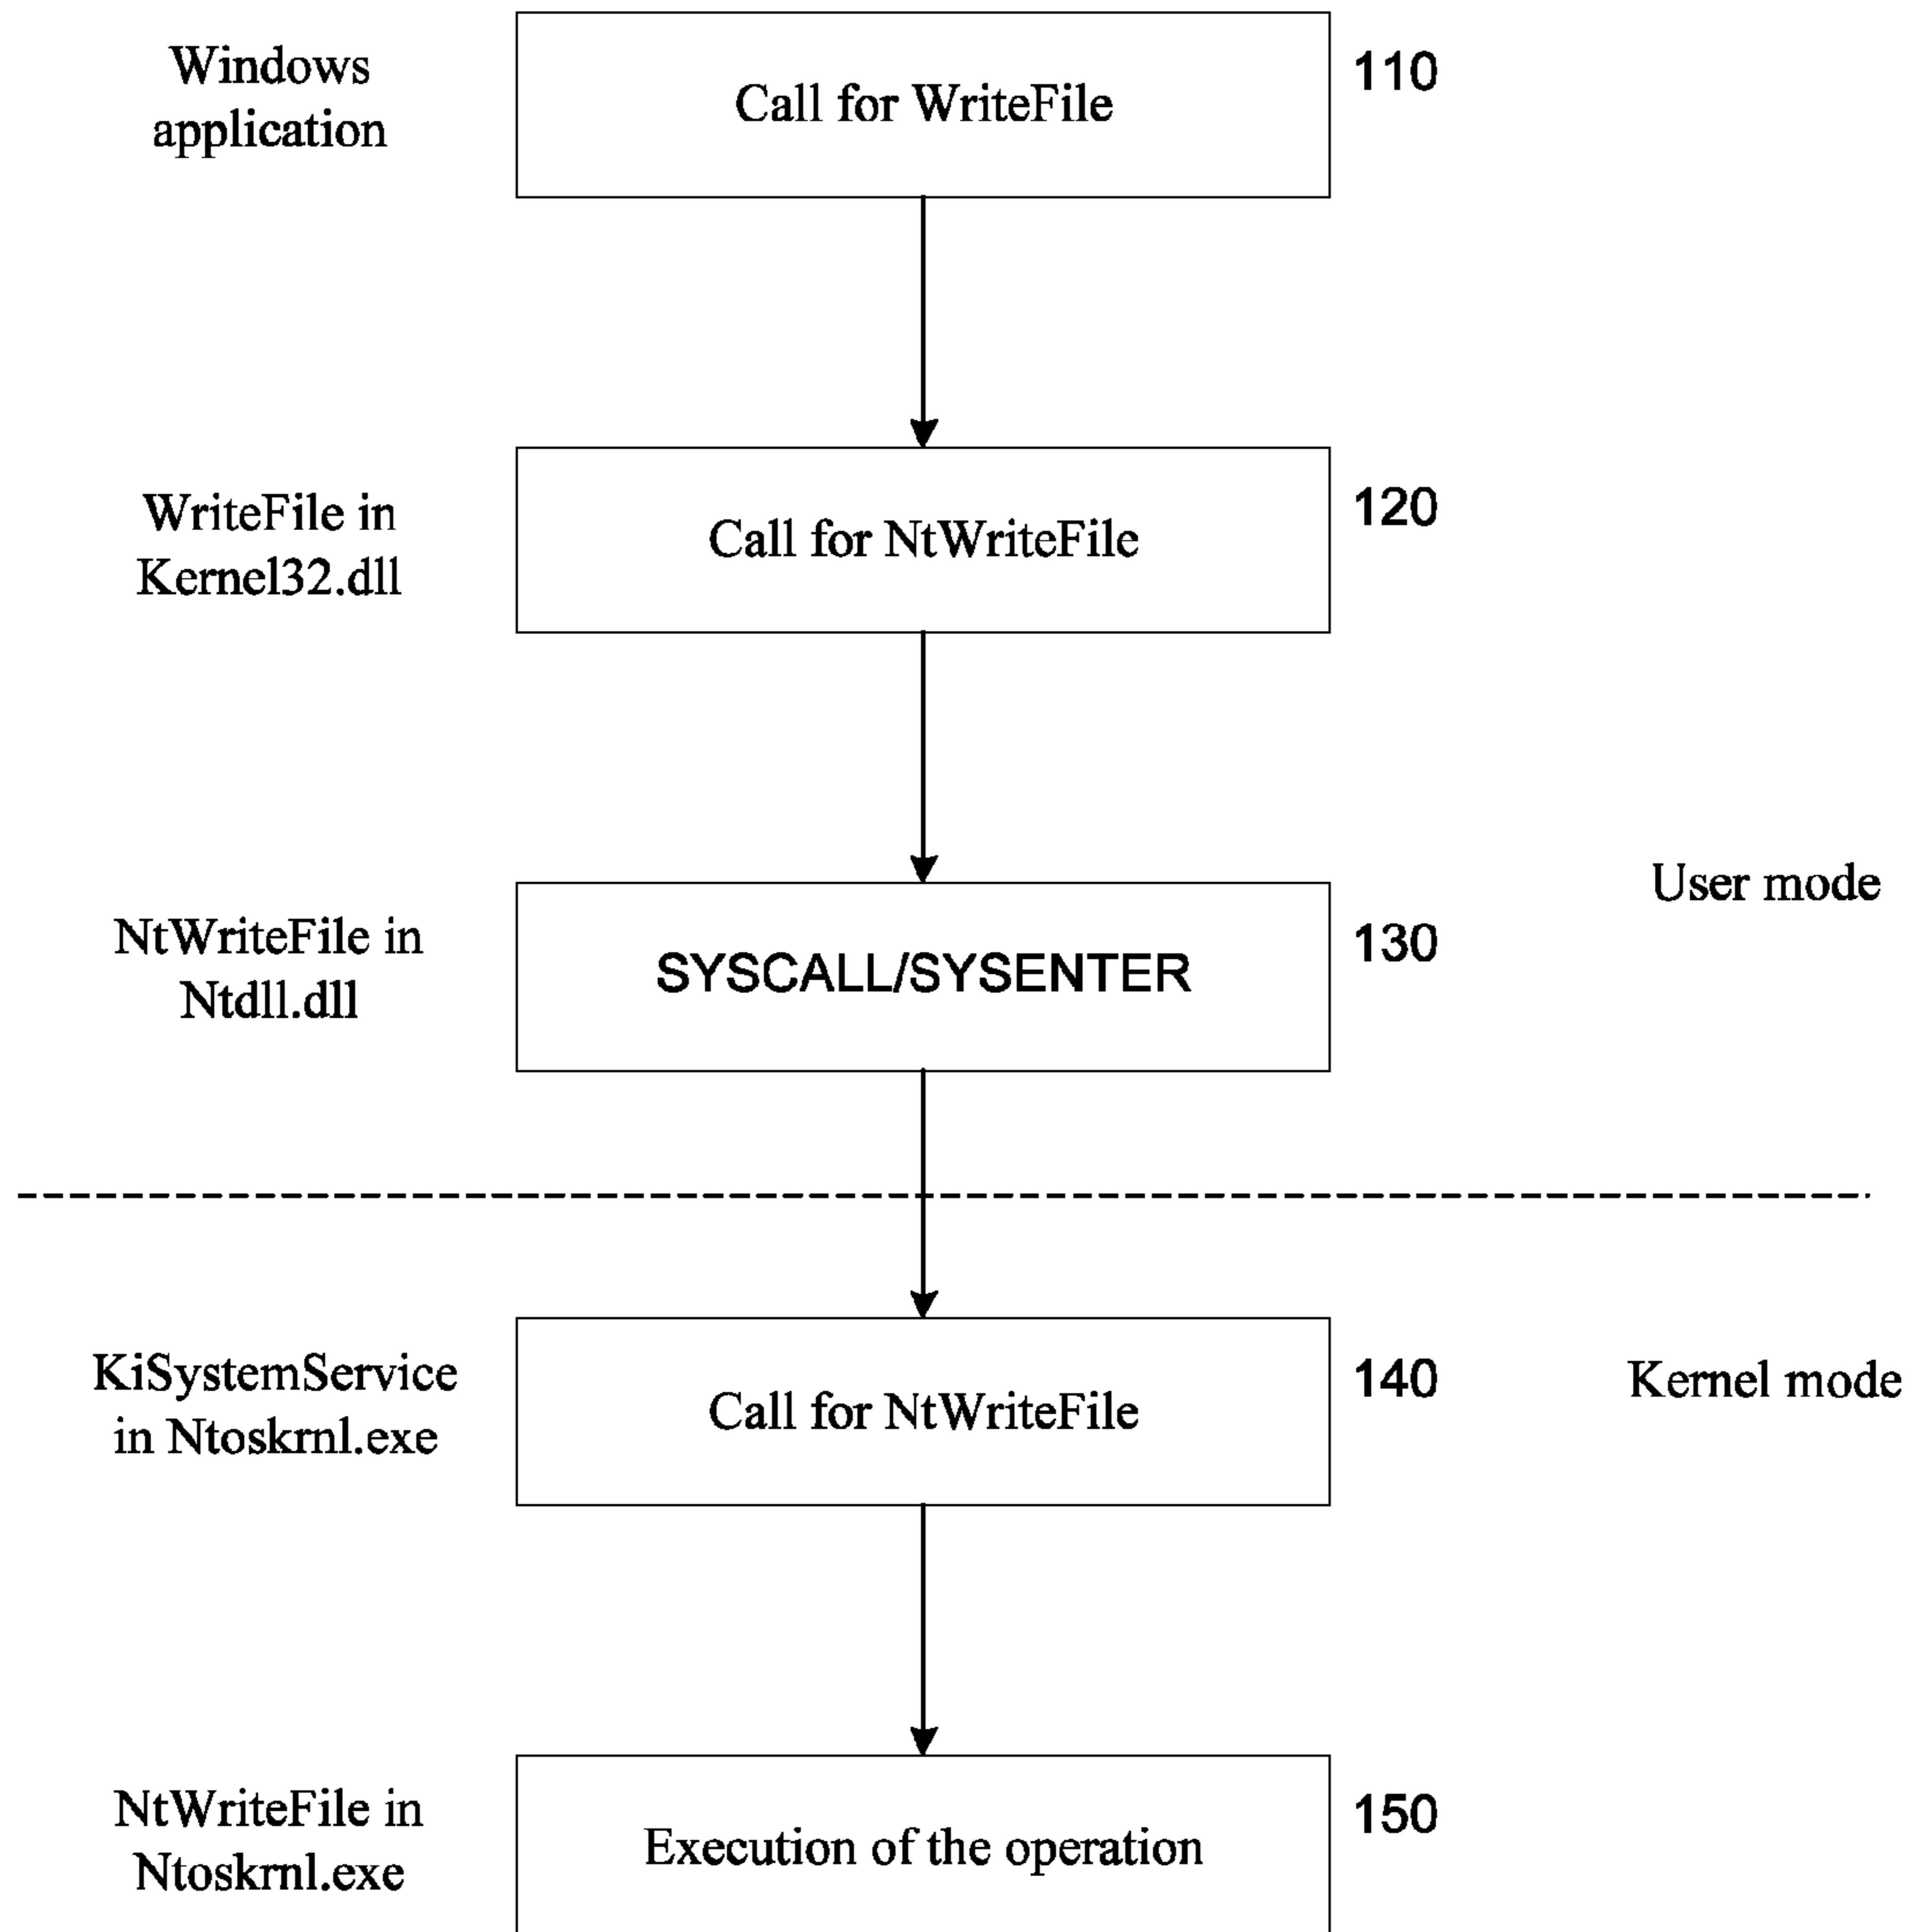 Windows
application
Call for WriteFile
110
WriteFile in
Kernel32.dll
Call for NtWriteFile
120
NtWriteFile in
Ntdll.dll
SYSCALL/SYSENTER
130
User mode
KiSystemService
in Ntoskrnl.exe
Call for NtWriteFile
140
Kernel mode
NtWriteFile in
Ntoskrnl.exe
Execution of the operation
150